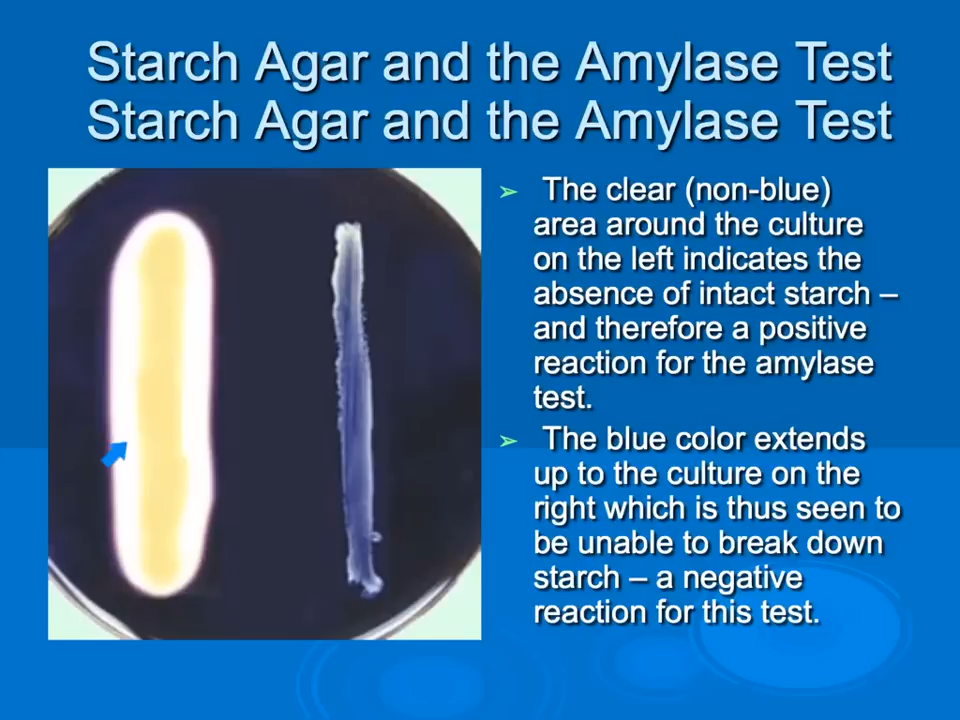 Starch Agar and the Amylase Test
Starch Agar and the Amylase Test
➢ The clear (non-blue)
area around the culture
on the left indicates the
absence of intact starch –
and therefore a positive
reaction for the amylase
test.
➢ The blue color extends
up to the culture on the
right which is thus seen to
be unable to break down
starch – a negative
reaction for this test.